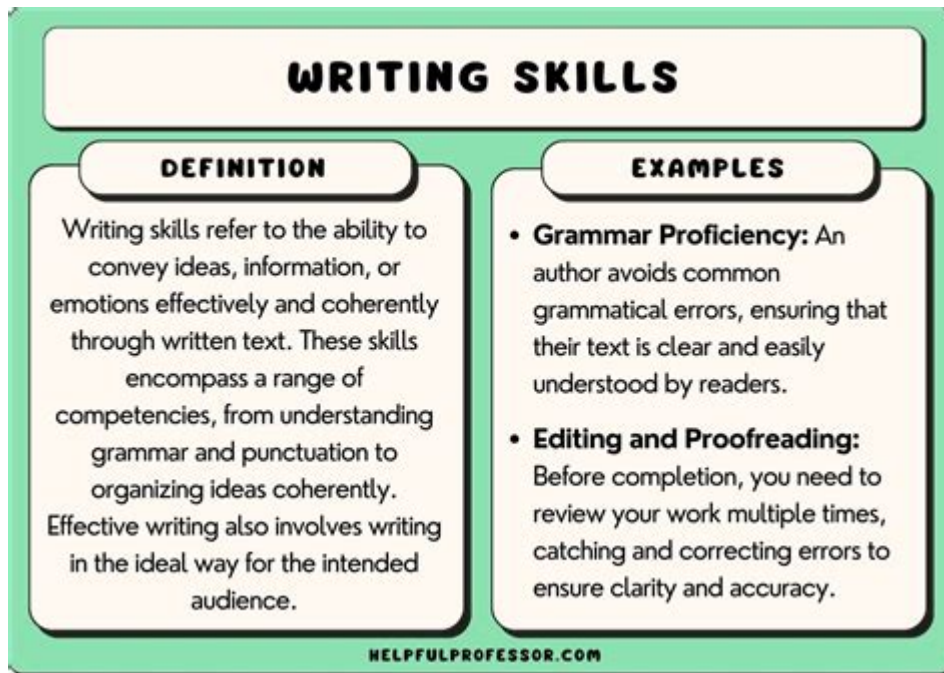 WRITING SKILLS
DEFINITION
Writing skills refer to the ability to
convey ideas, information, or
emotions effectively and coherently
through written text. These skills
encompass a range of
competencies, from understanding
grammar and punctuation to
organizing ideas coherently.
Effective writing also involves writing
in the ideal way for the intended
audience.
EXAMPLES
• Grammar Proficiency: An
author avoids common
grammatical errors, ensuring that
their text is clear and easily
understood by readers.
• Editing and Proofreading:
Before completion, you need to
review your work multiple times,
catching and correcting errors to
ensure clarity and accuracy.
HELPFULPROFESSOR.COM